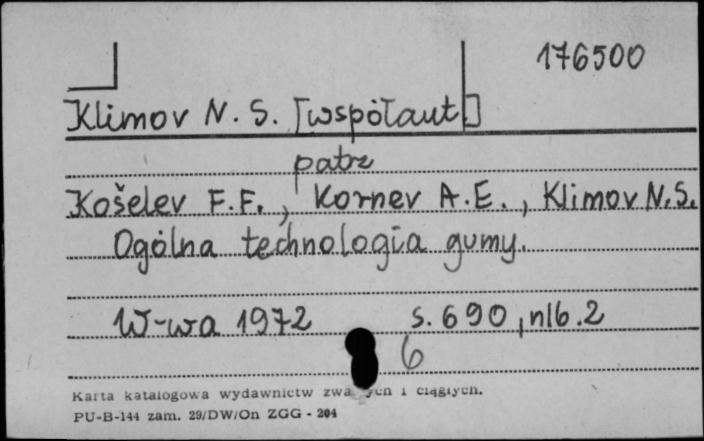 176500
Klimov N. S. [współaut.]
patrz
Košelev F.F., Kornev A.E., Klimov N.S.
Ogólna technologia gumy.
W-wa 1972 s. 690, nlb. 2
6
Karta katalogowa wydawnictw i ciągłych.
PU-B-144 zam. 29/DW/On ZGG - 204